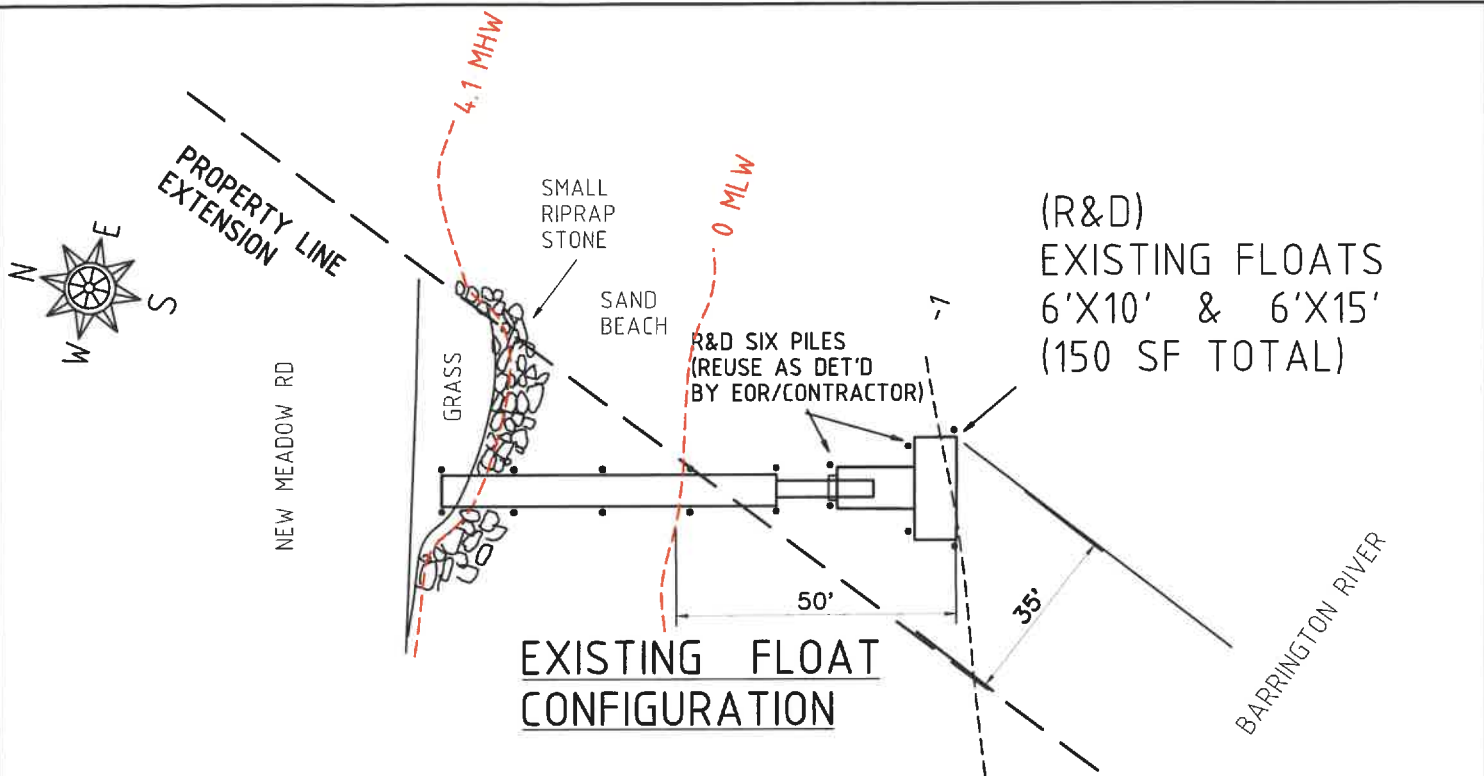 4.1 MHW
PROPERTY LINE
EXTENSION
N
E
S
W
SMALL
RIPRAP
STONE
0 MLW
SAND
BEACH
(R&D)
EXISTING FLOATS
6'X10' & 6'X15'
(150 SF TOTAL)
-1
R&D SIX PILES
(REUSE AS DET'D
BY EOR/CONTRACTOR)
GRASS
NEW MEADOW RD
50'
35'
BARRINGTON RIVER
EXISTING FLOAT
CONFIGURATION